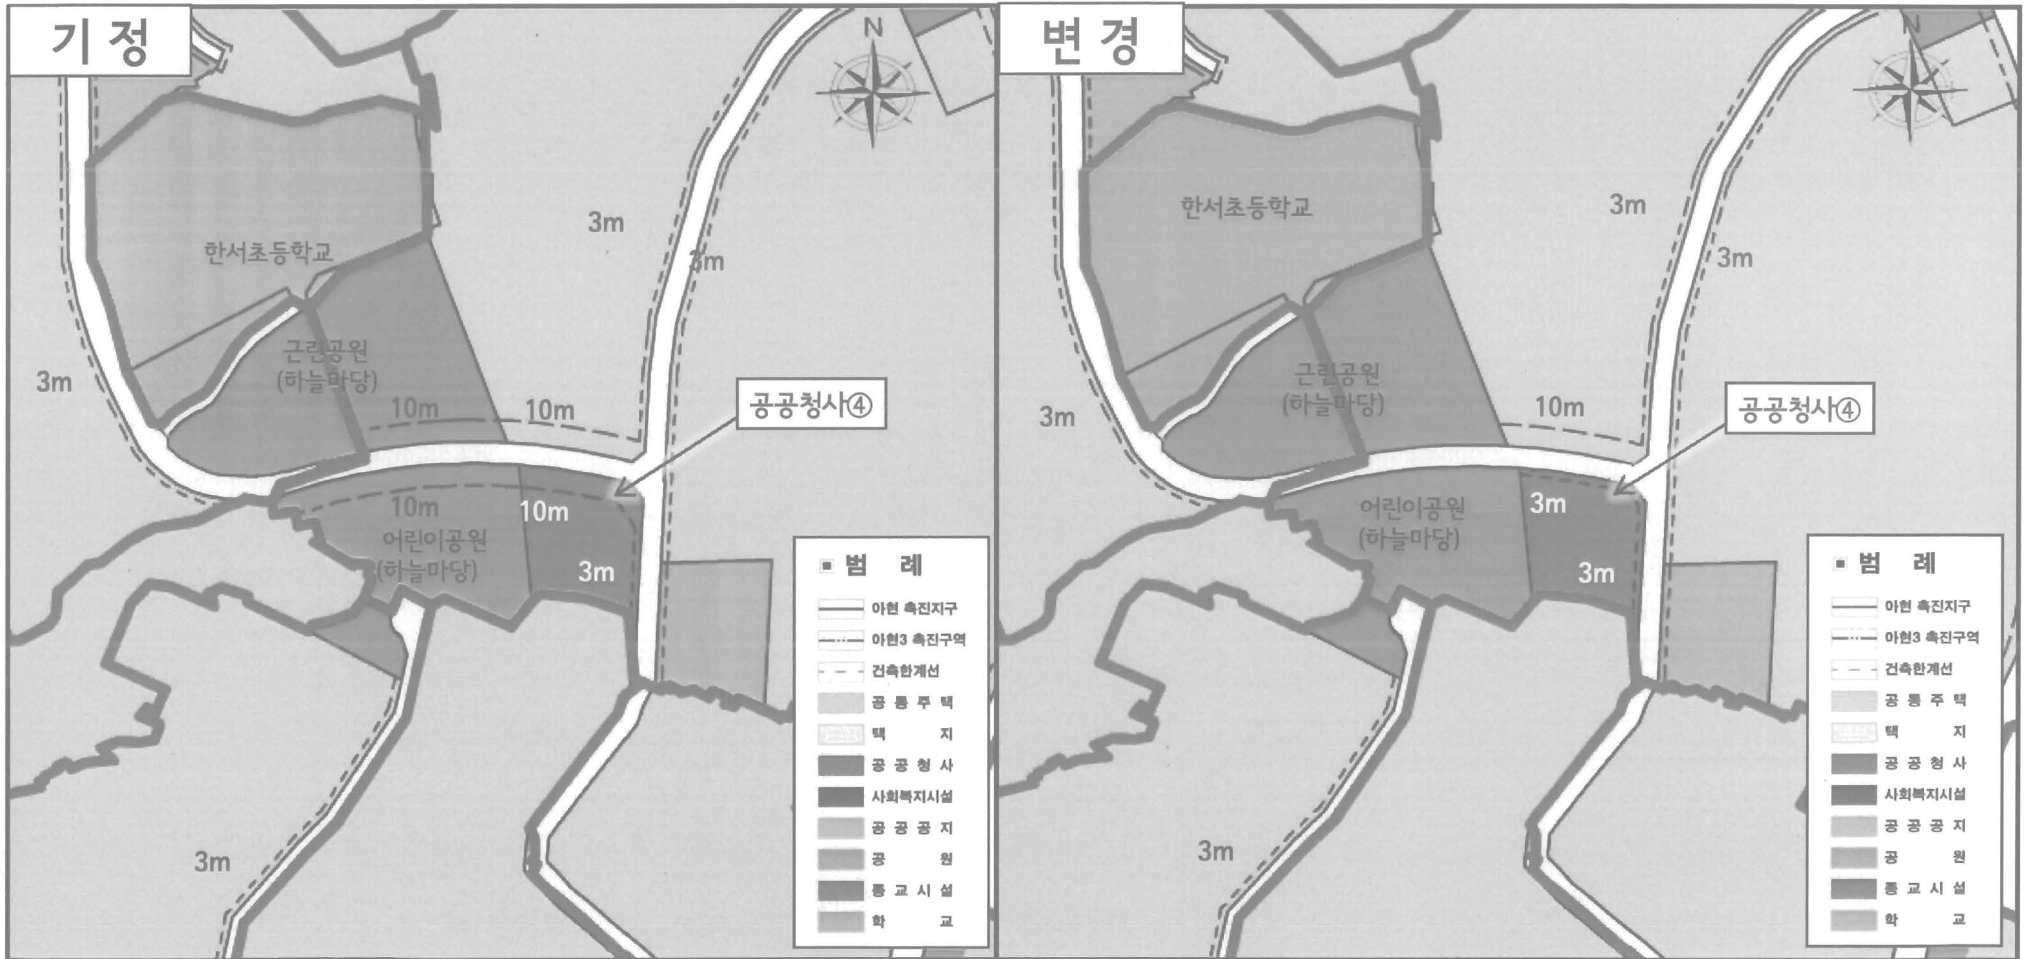 기 정
N
3m
3m
한서초등학교
근린공원
(하늘마당)
3m
10m
10m
공공청사④
10m
10m
어린이공원
(하늘마당)
3m
3m
범 례
아현 촉진지구
아현3 촉진구역
건축한계선
공 동 주 택
택 지
공 공 청 사
사회복지시설
공 공 공 지
공 원
종 교 시 설
학 교
변 경
N
한서초등학교
3m
3m
근린공원
(하늘마당)
3m
10m
공공청사④
3m
어린이공원
(하늘마당)
3m
3m
범 례
아현 촉진지구
아현3 촉진구역
건축한계선
공 동 주 택
택 지
공 공 청 사
사회복지시설
공 공 공 지
공 원
종 교 시 설
학 교